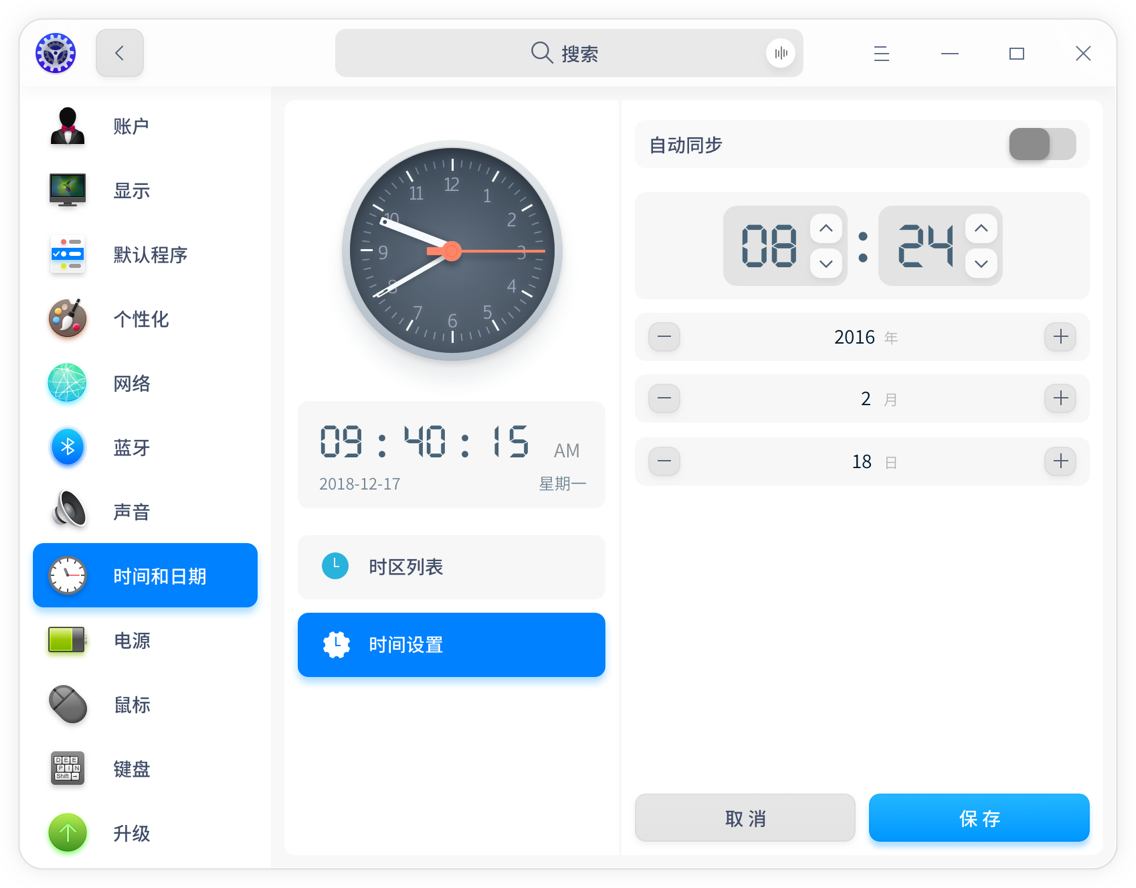 搜索
账户
显示
默认程序
个性化
网络
蓝牙
声音
时间和日期
电源
鼠标
键盘
升级
12
1
2
3
4
5
6
7
8
9
10
11
09 : 40 : 15 AM
2018-12-17 星期一
时区列表
时间设置
自动同步
08 : 24
2016 年
2 月
18 日
取 消
保 存
D E E
P I N
Shift